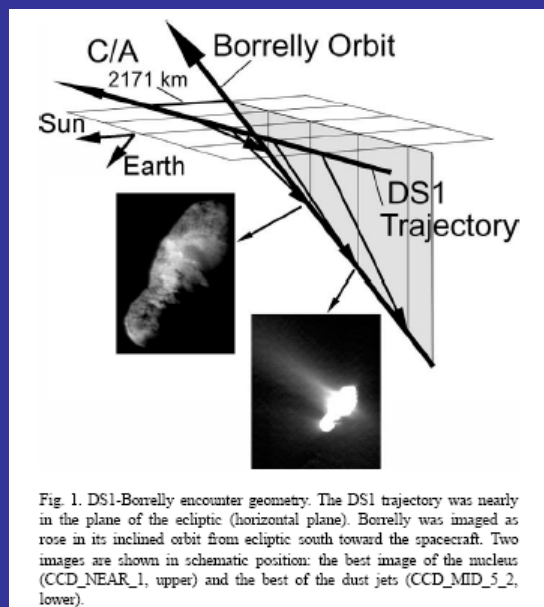 C/A
Borrelly Orbit
2171 km
Sun
Earth
DS1
Trajectory
Fig. 1. DS1-Borrelly encounter geometry. The DS1 trajectory was nearly
in the plane of the ecliptic (horizontal plane). Borrelly was imaged as
rose in its inclined orbit from ecliptic south toward the spacecraft. Two
images are shown in schematic position: the best image of the nucleus
(CCD_NEAR_1, upper) and the best of the dust jets (CCD_MID_5_2,
lower).